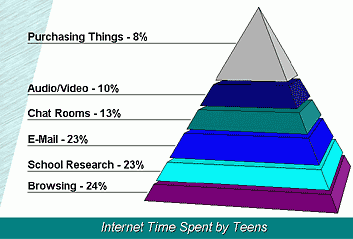 Purchasing Things - 8%
Audio/Video - 10%
Chat Rooms - 13%
E-Mail - 23%
School Research - 23%
Browsing - 24%
Internet Time Spent by Teens